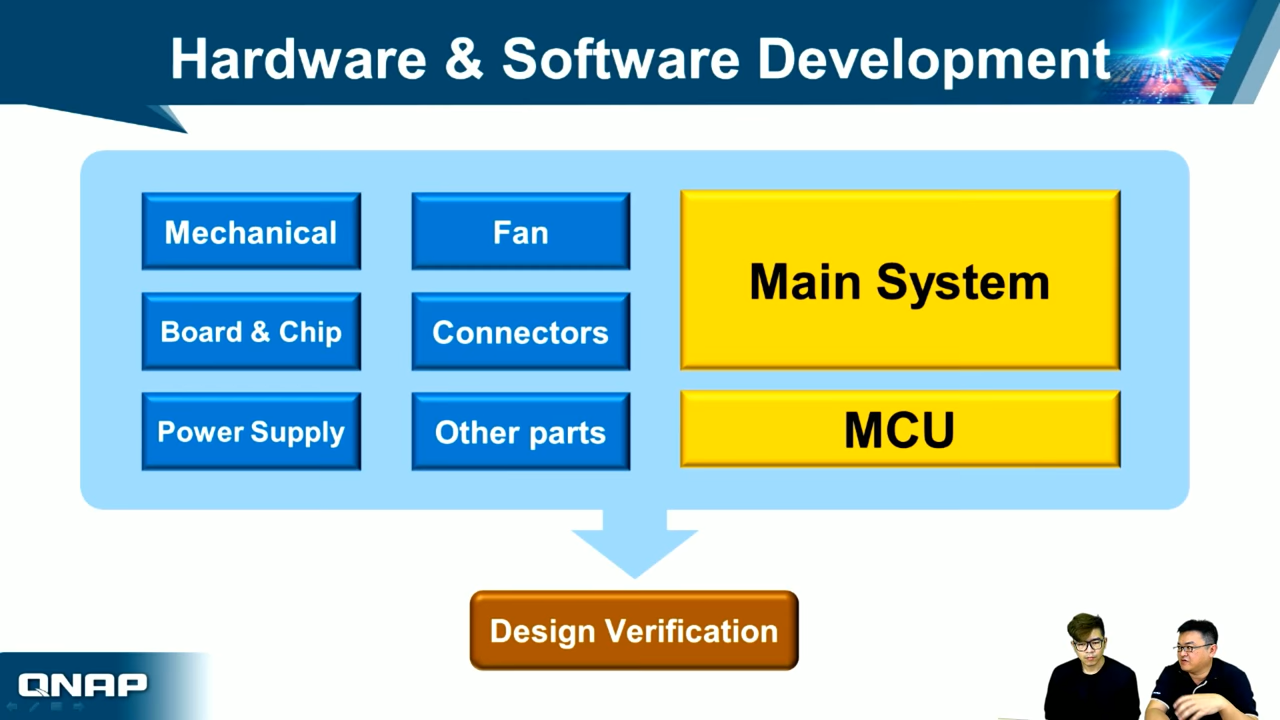 Hardware & Software Development
Mechanical
Fan
Main System
Board & Chip
Connectors
Power Supply
Other parts
MCU
Design Verification
QNAP